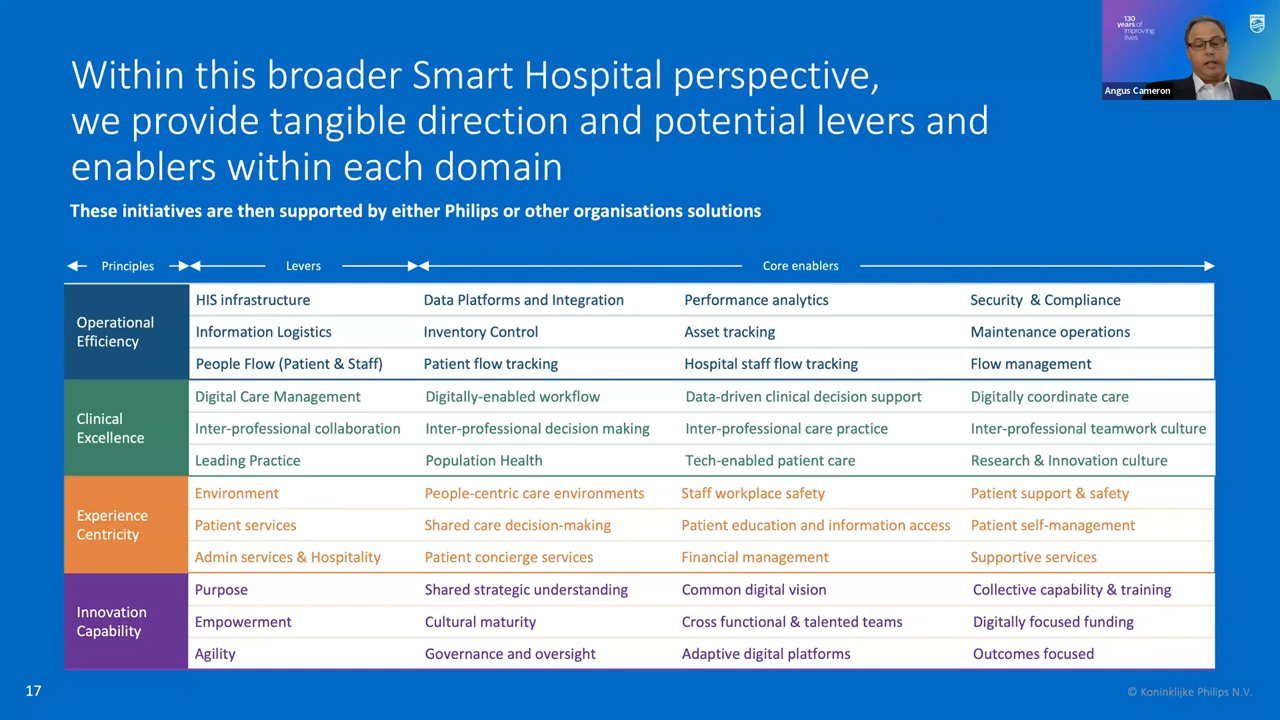 130
years of
improving
lives
Angus Cameron
Within this broader Smart Hospital perspective,
we provide tangible direction and potential levers and
enablers within each domain
These initiatives are then supported by either Philips or other organisations solutions
Principles Levers Core enablers
Operational
Efficiency
HIS infrastructure Data Platforms and Integration Performance analytics Security & Compliance
Information Logistics Inventory Control Asset tracking Maintenance operations
People Flow (Patient & Staff) Patient flow tracking Hospital staff flow tracking Flow management
Clinical
Excellence
Digital Care Management Digitally-enabled workflow Data-driven clinical decision support Digitally coordinate care
Inter-professional collaboration Inter-professional decision making Inter-professional care practice Inter-professional teamwork culture
Leading Practice Population Health Tech-enabled patient care Research & Innovation culture
Experience
Centricity
Environment People-centric care environments Staff workplace safety Patient support & safety
Patient services Shared care decision-making Patient education and information access Patient self-management
Admin services & Hospitality Patient concierge services Financial management Supportive services
Innovation
Capability
Purpose Shared strategic understanding Common digital vision Collective capability & training
Empowerment Cultural maturity Cross functional & talented teams Digitally focused funding
Agility Governance and oversight Adaptive digital platforms Outcomes focused
17
© Koninklijke Philips N.V.